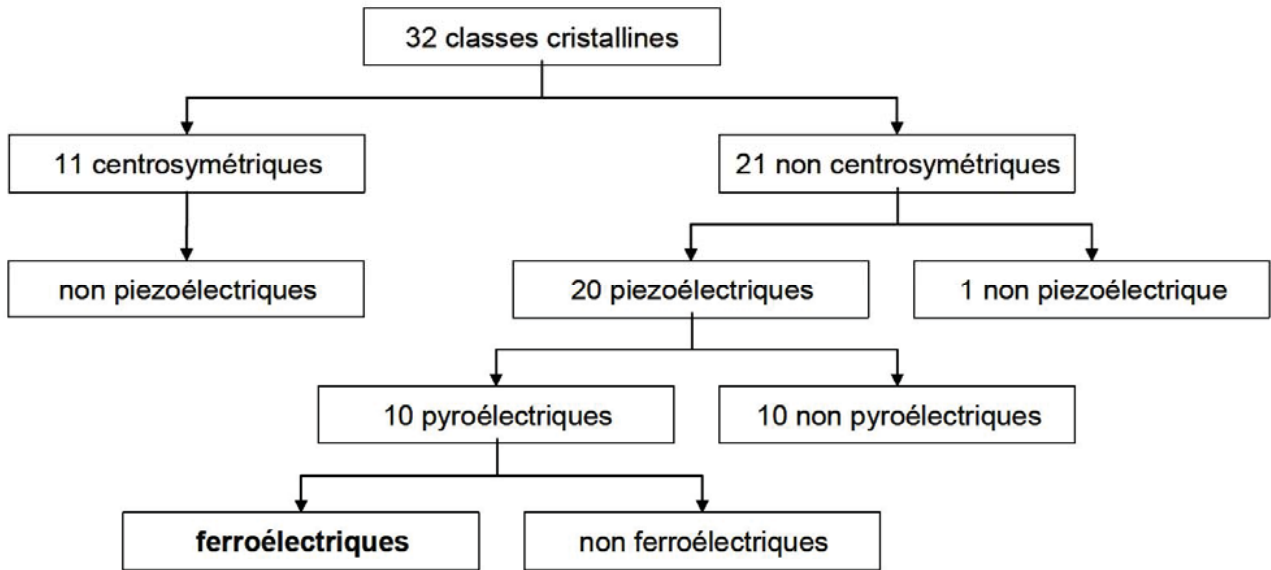 32 classes cristallines
11 centrosymétriques
21 non centrosymétriques
non piezoélectriques
20 piezoélectriques
1 non piezoélectrique
10 pyroélectriques
10 non pyroélectriques
ferroélectriques
non ferroélectriques